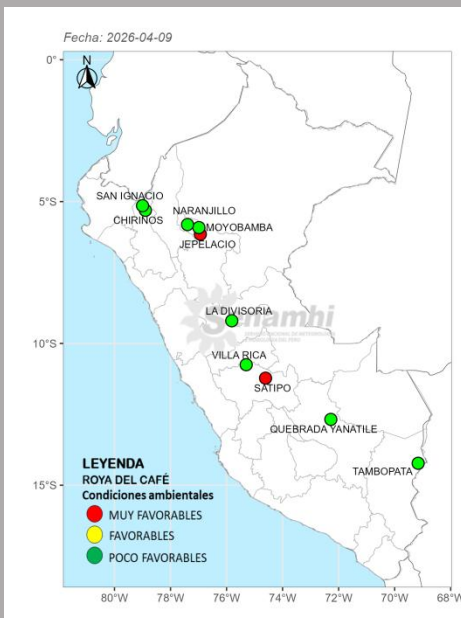 Fecha: 2026-04-09
N
0°
SAN IGNACIO
NARANJILLO
5°S
CHIRINOS
MOYOBAMBA
JEPELACIO
LA DIVISORIA
Senamhi
10°S
VILLA RICA
SATIPO
QUEBRADA YANATILE
TAMBOPATA
LEYENDA
ROYA DEL CAFÉ
Condiciones ambientales
15°S
MUY FAVORABLES
FAVORABLES
POCO FAVORABLES
80°W 78°W 76°W 74°W 72°W 70°W 68°W